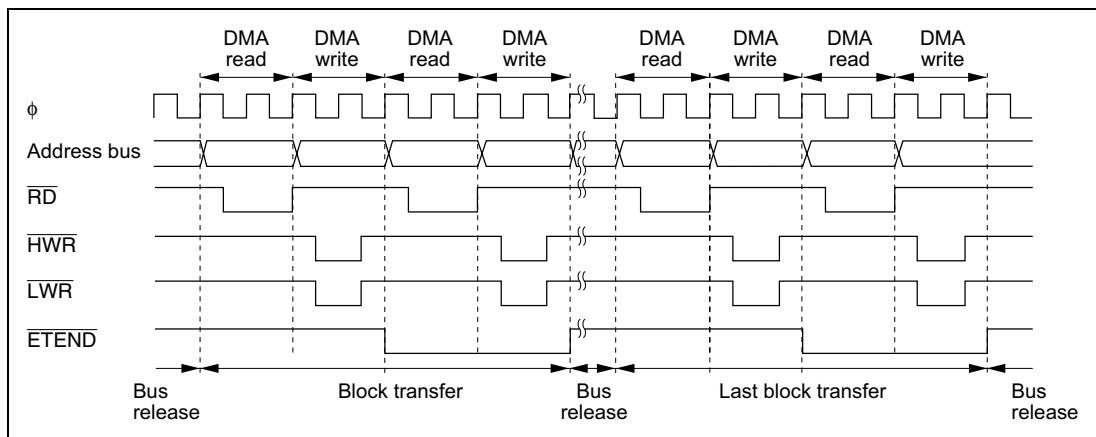 DMA read DMA write DMA read DMA write DMA read DMA write DMA read DMA write
ϕ
Address bus
RD
HWR
LWR
ETEND
Bus release Block transfer Bus release Last block transfer Bus release